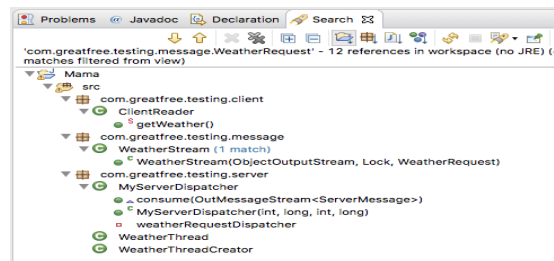 Problems @ Javadoc Declaration Search
'com.greatfree.testing.message.WeatherRequest' - 12 references in workspace (no JRE) (
matches filtered from view)
Mama
src
com.greatfree.testing.client
ClientReader
S getWeather()
com.greatfree.testing.message
WeatherStream (1 match)
C WeatherStream(ObjectOutputStream, Lock, WeatherRequest)
com.greatfree.testing.server
MyServerDispatcher
consume(OutMessageStream<ServerMessage>)
C MyServerDispatcher(int, long, int, long)
weatherRequestDispatcher
WeatherThread
WeatherThreadCreator